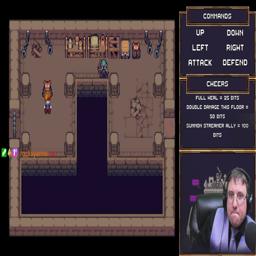 COMMANDS
UP DOWN
LEFT RIGHT
ATTACK DEFEND
CHEERS
FULL HEAL = 25 BITS
DOUBLE DAMAGE THIS FLOOR =
50 BITS
SUMMON STREAMER ALLY = 100
BITS